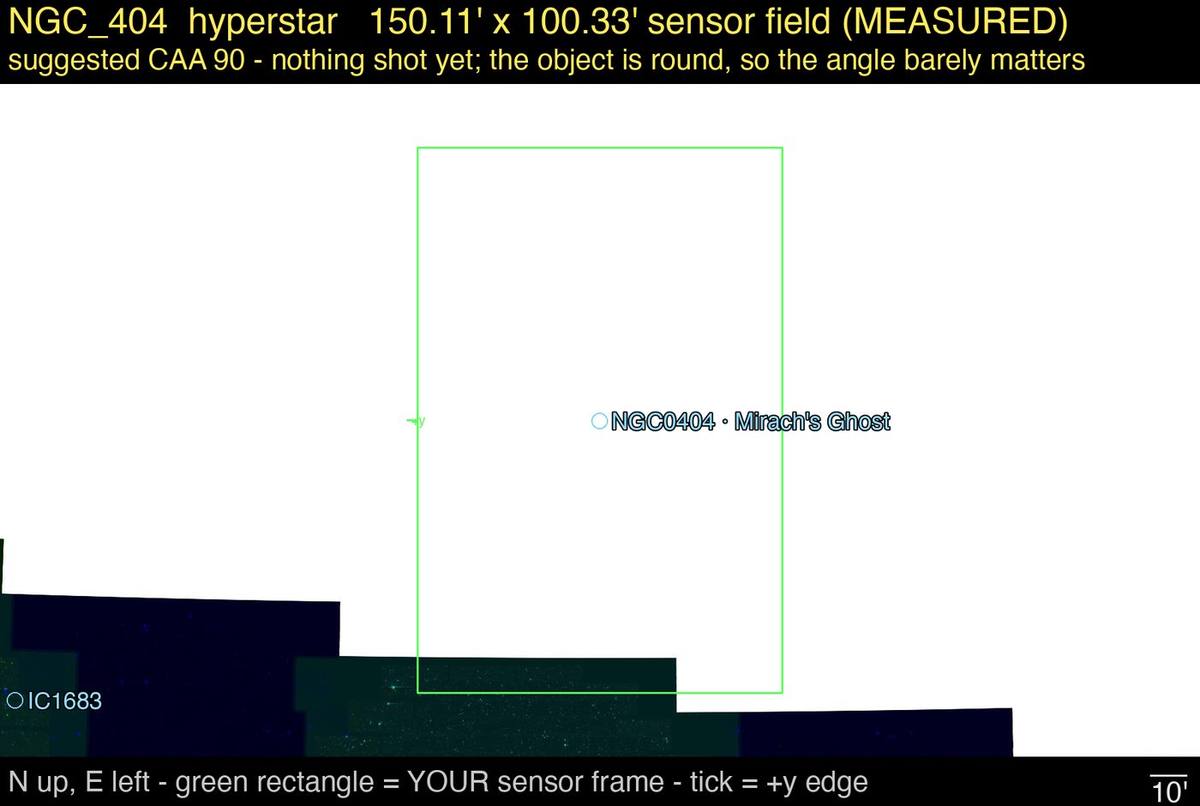 NGC_404 hyperstar 150.11' x 100.33' sensor field (MEASURED)
suggested CAA 90 - nothing shot yet; the object is round, so the angle barely matters
+y
NGC0404 · Mirach's Ghost
IC1683
N up, E left - green rectangle = YOUR sensor frame - tick = +y edge
10'